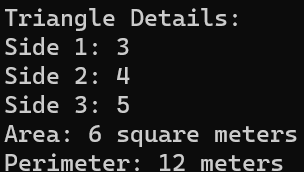 Triangle Details:
Side 1: 3
Side 2: 4
Side 3: 5
Area: 6 square meters
Perimeter: 12 meters